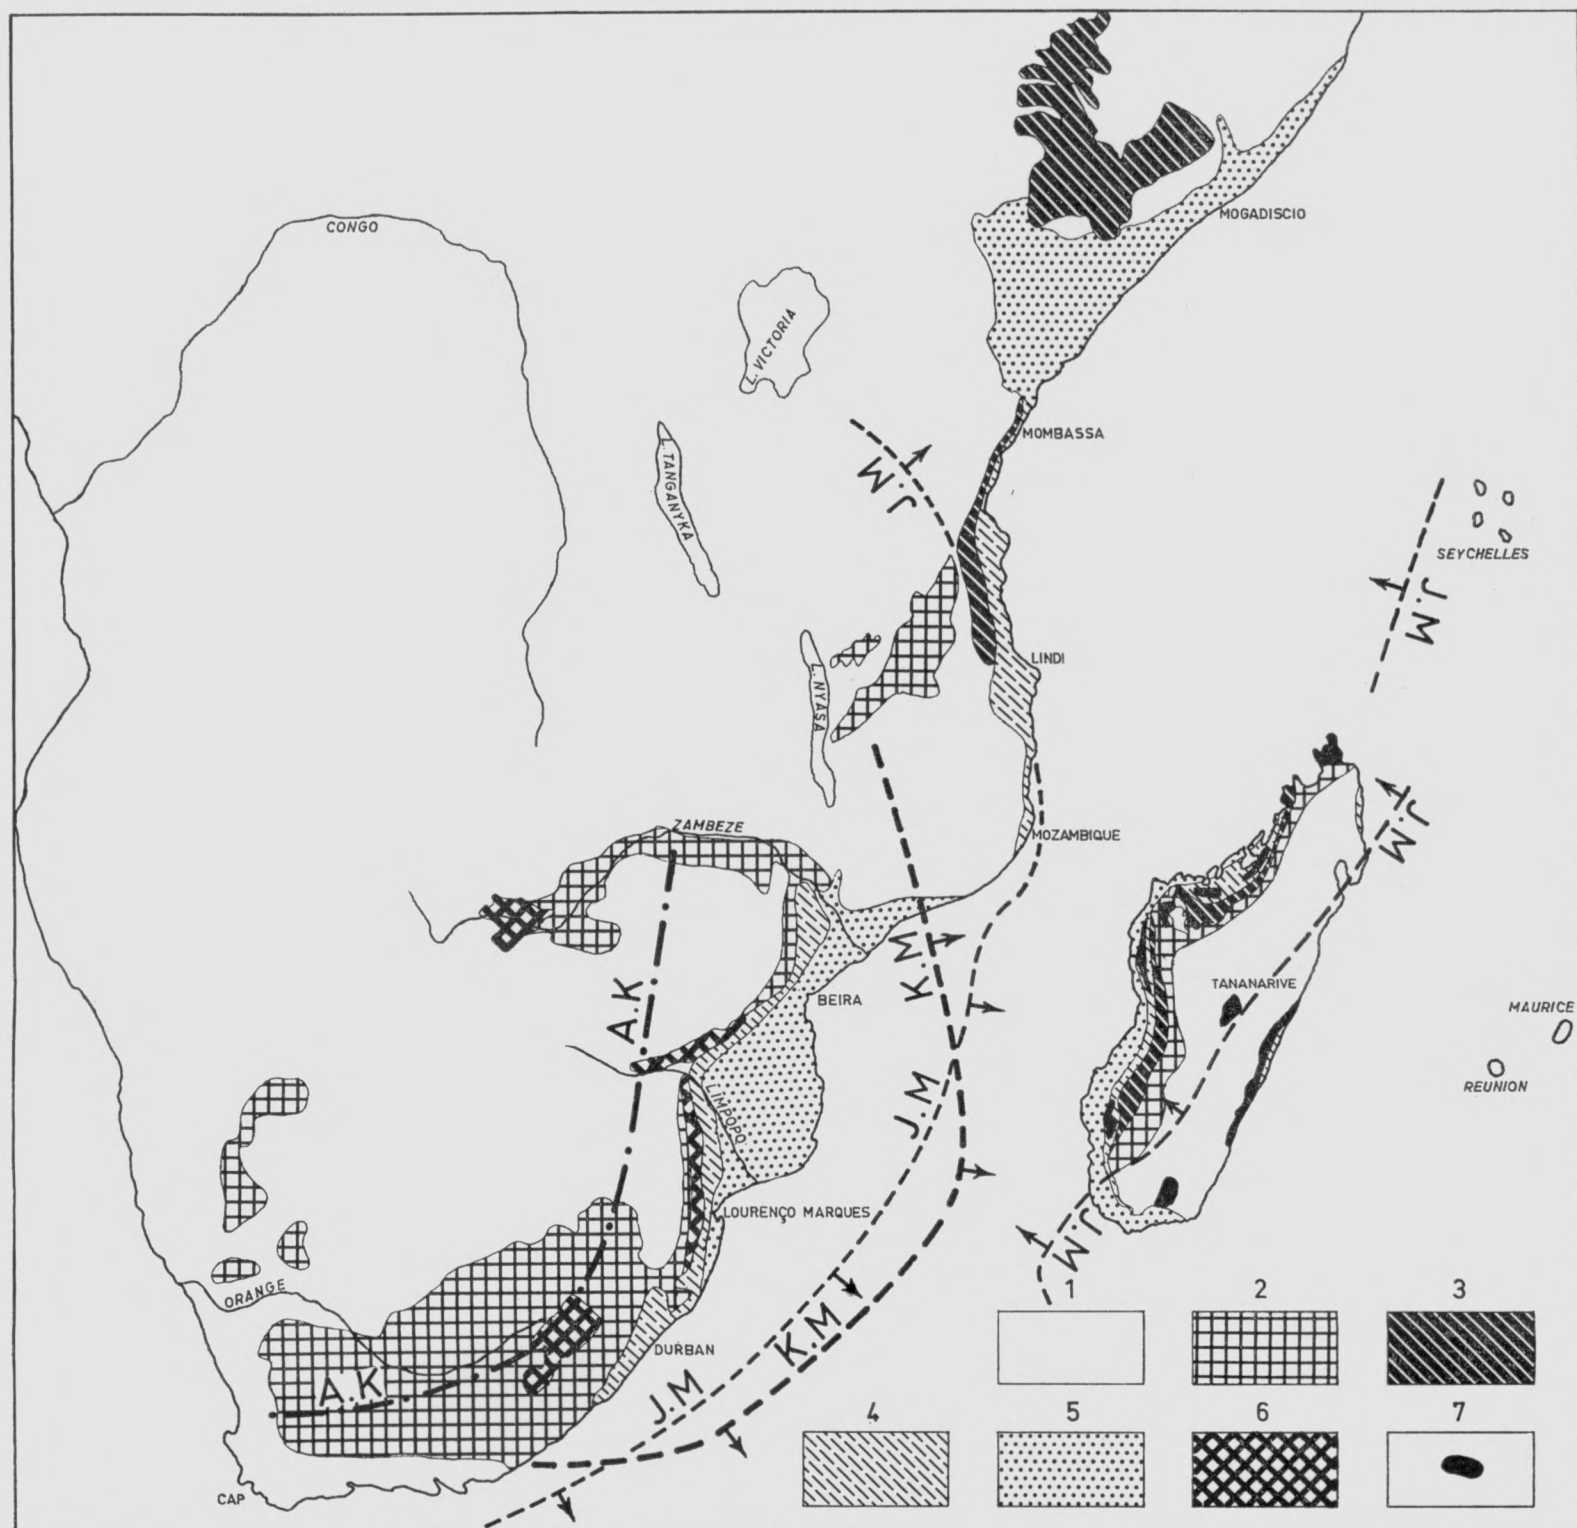 CONGO
MOGADISCIO
L. VICTORIA
MOMBASSA
J.M
L. TANGANYKA
SEYCHELLES
J.M
LINDI
L. NYASA
ZAMBEZE
MOZAMBIQUE
J.M
K.M
A.K
BEIRA
TANANARIVE
MAURICE
REUNION
J.M
LIMPOPO
LOURENÇO MARQUES
J.M
ORANGE
K.M
DURBAN
A.K
J.M
CAP
1 2 3
4 5 6 7